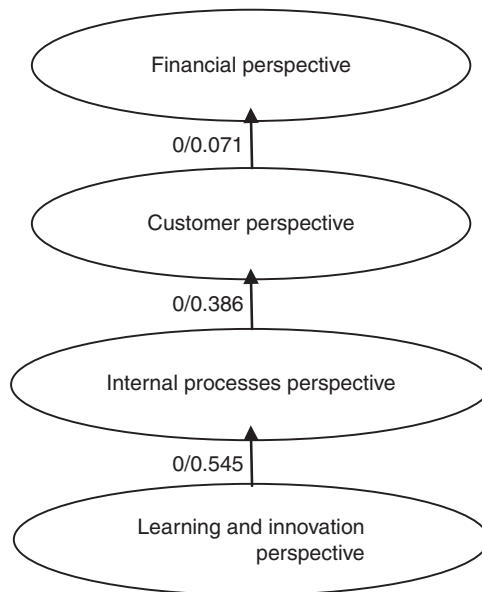 Financial perspective
0/0.071
Customer perspective
0/0.386
Internal processes perspective
0/0.545
Learning and innovation
perspective